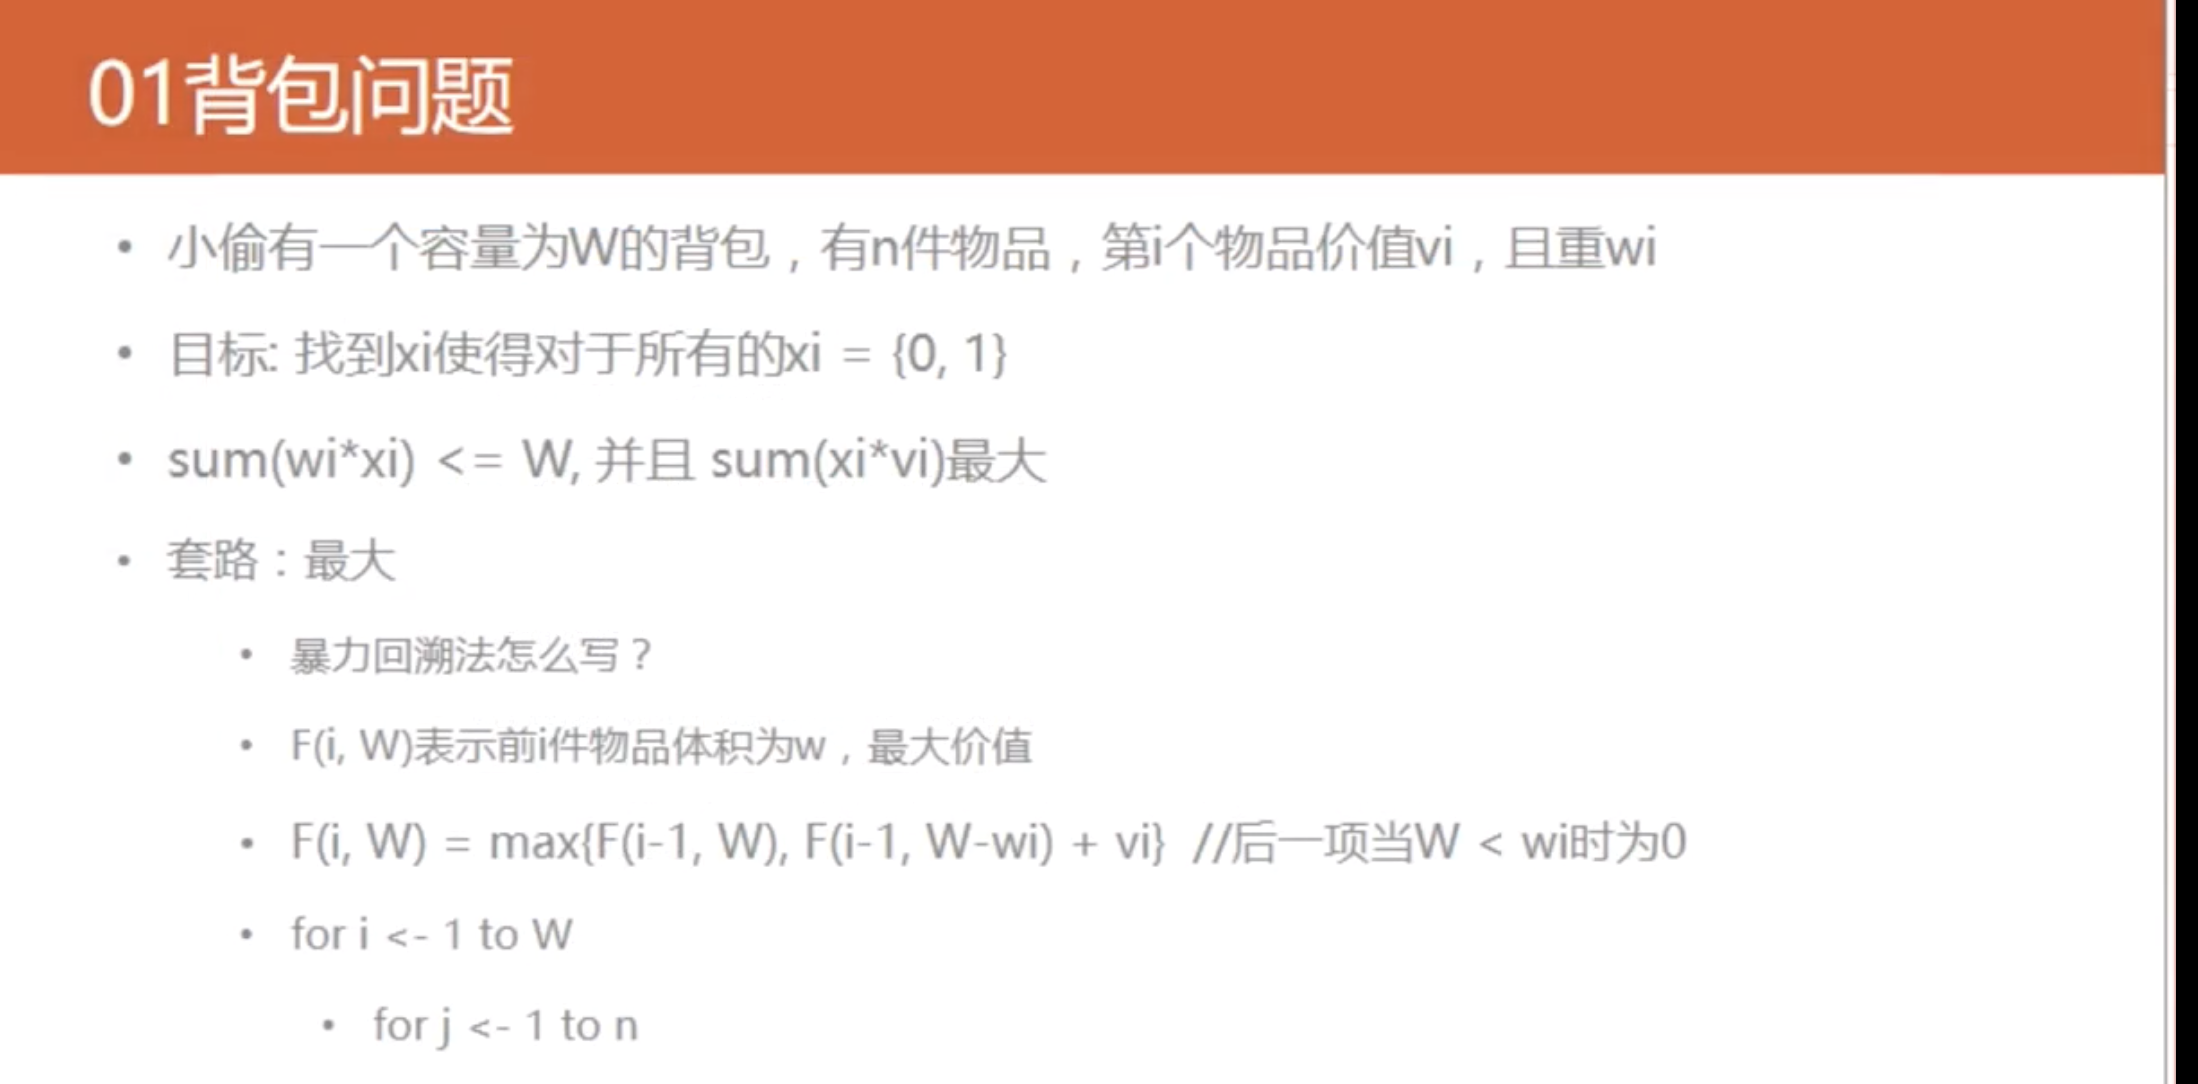 01背包问题
• 小偷有一个容量为W的背包，有n件物品，第i个物品价值vi，且重wi
• 目标: 找到xi使得对于所有的xi = {0, 1}
• sum(wi*xi) <= W, 并且 sum(xi*vi)最大
• 套路：最大
• 暴力回溯法怎么写？
• F(i, W)表示前i件物品体积为w，最大价值
• F(i, W) = max{F(i-1, W), F(i-1, W-wi) + vi} //后一项当W < wi时为0
• for i <- 1 to W
• for j <- 1 to n